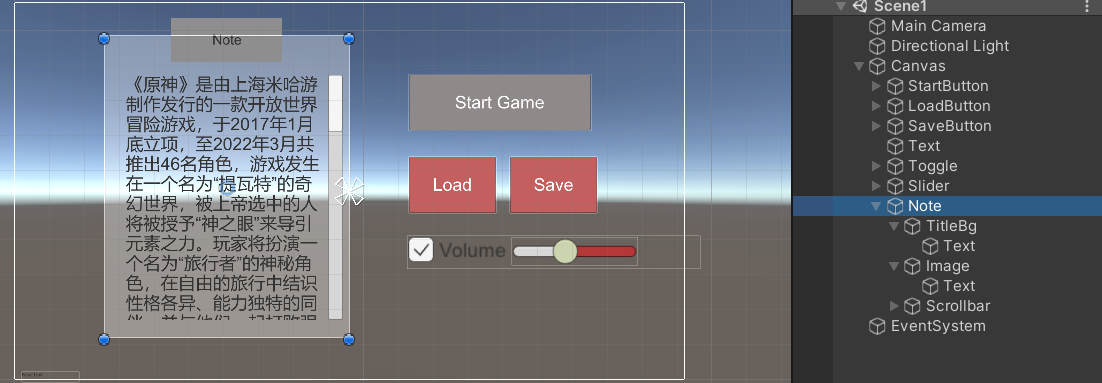 Note
《原神》是由上海米哈游
制作发行的一款开放世界
冒险游戏，于2017年1月
底立项，至2022年3月共
推出46名角色，游戏发生
在一个名为“提瓦特”的奇
幻世界，被上帝选中的人
将被授予“神之眼”来导引
元素之力。玩家将扮演一
个名为“旅行者”的神秘角
色，在自由的旅行中结识
性格各异、能力独特的同
Start Game
Load
Save
Volume
Scene1
Main Camera
Directional Light
Canvas
StartButton
LoadButton
SaveButton
Text
Toggle
Slider
Note
TitleBg
Text
Image
Text
Scrollbar
EventSystem